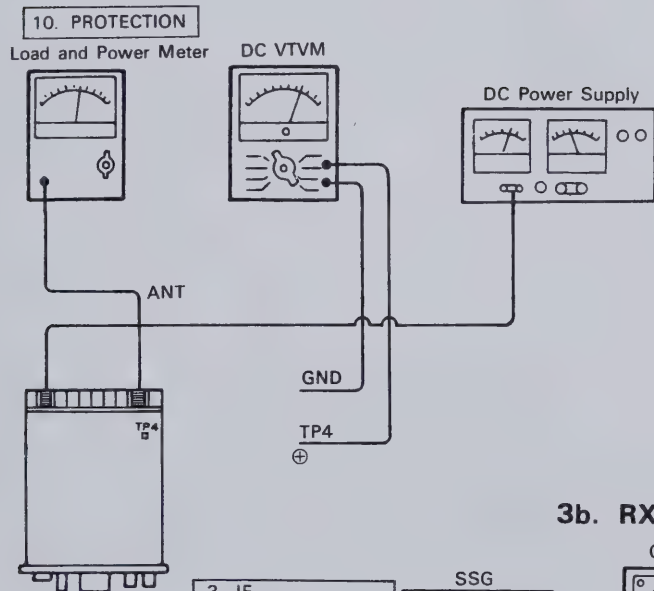 10. PROTECTION
Load and Power Meter
DC VTVM
DC Power Supply
ANT
GND
TP4
⊕
TP4
3b. RX
SSG